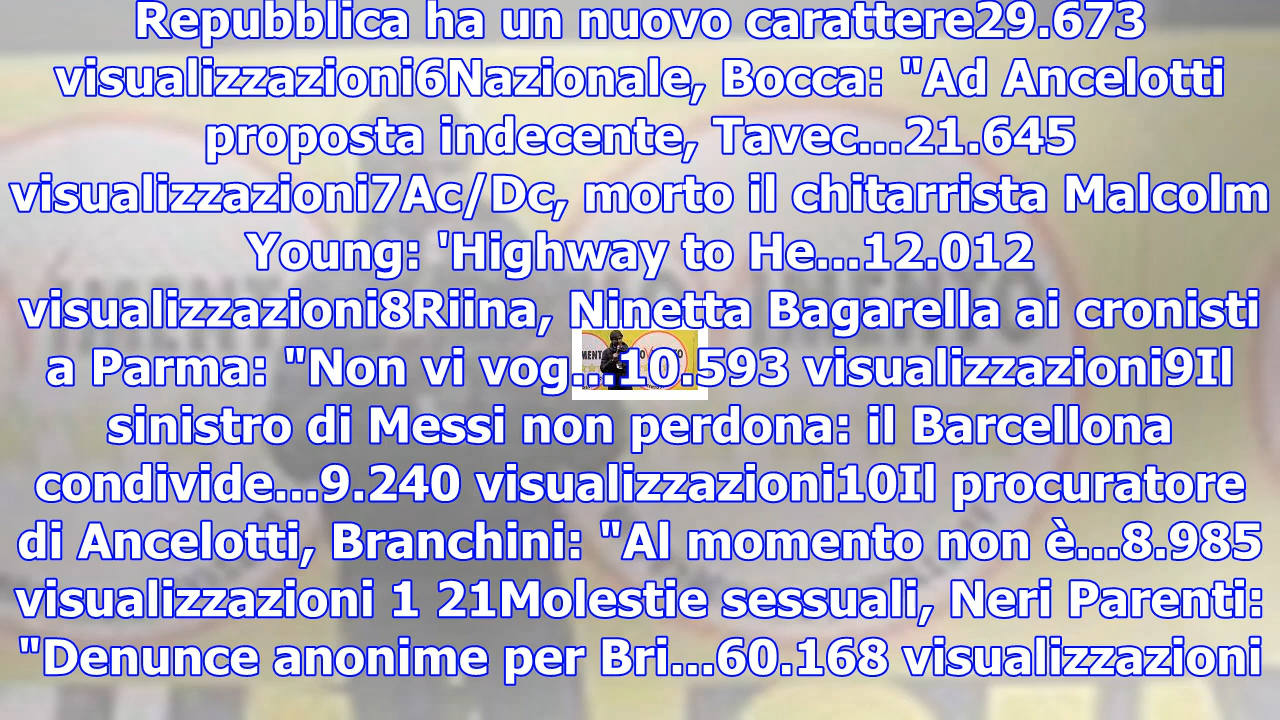 Repubblica ha un nuovo carattere29.673
visualizzazioni6Nazionale, Bocca: "Ad Ancelotti
proposta indecente, Tavec...21.645
visualizzazioni7Ac/Dc, morto il chitarrista Malcolm
Young: 'Highway to He...12.012
visualizzazioni8Riina, Ninetta Bagarella ai cronisti
a Parma: "Non vi vog...10.593 visualizzazioni9Il
sinistro di Messi non perdona: il Barcellona
condivide...9.240 visualizzazioni10Il procuratore
di Ancelotti, Branchini: "Al momento non è...8.985
visualizzazioni 1 21Molestie sessuali, Neri Parenti:
"Denunce anonime per Bri...60.168 visualizzazioni